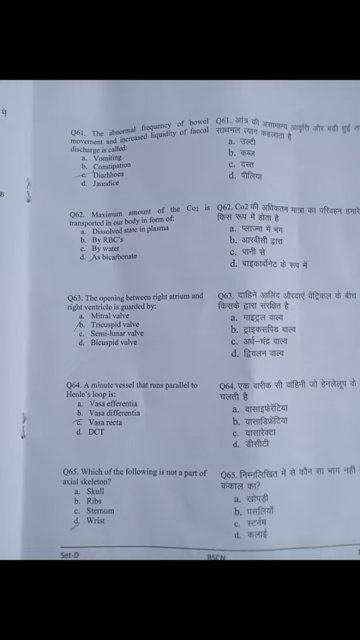 Q61. The abnormal frequency of bowel
movement and increased liquidity of faecal
discharge is called:
a. Vomiting
b. Constipation
c. Diarhhoea
d. Jaundice
Q62. Maximum amount of the Co2 is
transported in our body in form of:
a. Dissolved state in plasma
b. By RBC's
c. By water
d. As bicarbonate
Q63. The opening between right atrium and
right ventricle is guarded by:
a. Mitral valve
b. Tricuspid valve
c. Semi-lunar valve
d. Bicuspid valve
Q64. A minute vessel that runs parallel to
Henle's loop is:
a. Vasa efferentia
b. Vasa differentia
c. Vasa recta
d. DCT
Q65. Which of the following is not a part of
axial skeleton?
a. Skull
b. Ribs
c. Sternum
d. Wrist
Set-D
BSCN
Q61. आंत्र की असामान्य आवृत्ति और बढ़ी हुई
त्याग कहलाता है
a. उल्टी
b. कब्ज
c. दस्त
d. पीलिया
Q62. Co2 की अधिकतम मात्रा का परिवहन हमारे
किस रूप में होता है
a. प्लाज्मा में भंग
b. आरबीसी द्वारा
c. पानी से
d. बाइकार्बोनेट के रूप में
Q63. दाहिने आलिंद और दाएं वेंट्रिकल के बीच
किसके द्वारा संरक्षित है
a. माइट्रल वाल्व
b. ट्राइकसपिड वाल्व
c. अर्ध-चंद्र वाल्व
d. द्विवलन वाल्व
Q64. एक बारीक सी वाहिनी जो हेनलेलूप के
चलती है
a. वासाइफेरेंटिया
b. वासाडिफ्रेंटिया
c. वासारेक्टा
d. डीसीटी
Q65. निम्नलिखित में से कौन सा भाग नहीं
कंकाल का?
a. खोपड़ी
b. पसलियाँ
c. स्टर्नम
d. कलाई